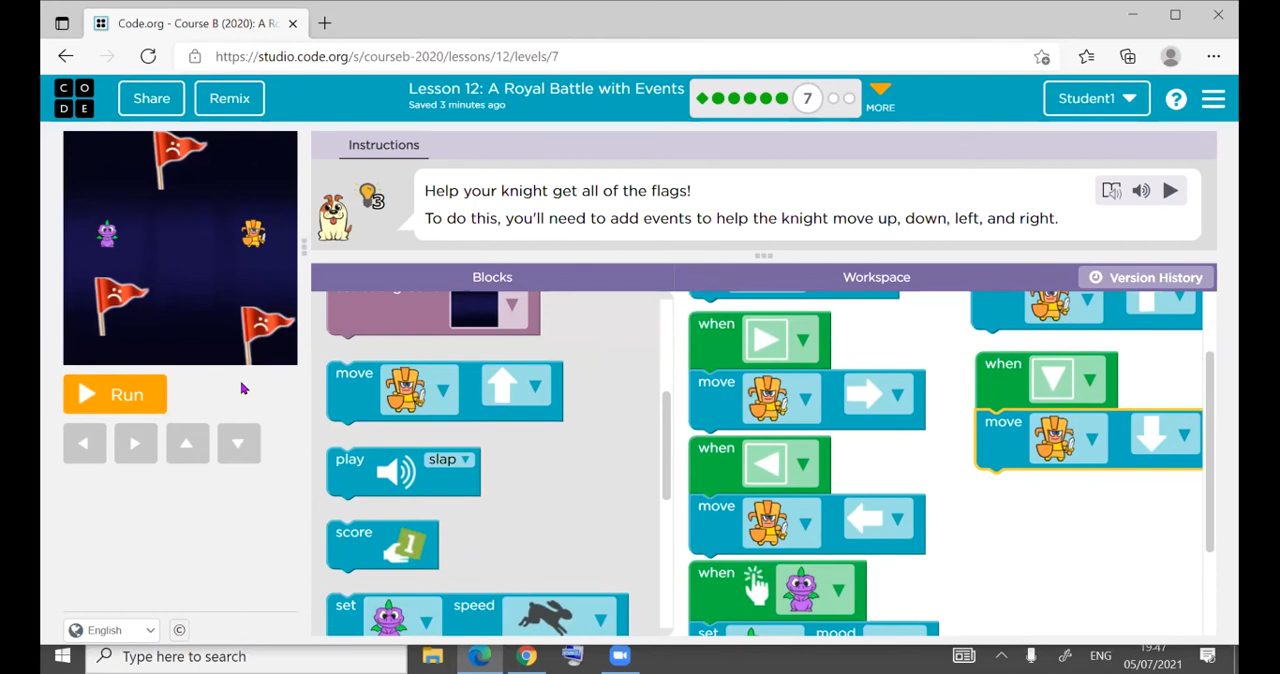 Code.org - Course B (2020): A Ro
https://studio.code.org/s/courseb-2020/lessons/12/levels/7
C O
D E
Share
Remix
Lesson 12: A Royal Battle with Events
Saved 3 minutes ago
7
MORE
Student1
?
Instructions
3
Help your knight get all of the flags!
To do this, you'll need to add events to help the knight move up, down, left, and right.
Blocks
Workspace
Version History
Run
move
play slap
score 1
set speed
when
move
when
move
when
set mood
when
move
English
©
Type here to search
ENG
19:47
05/07/2021